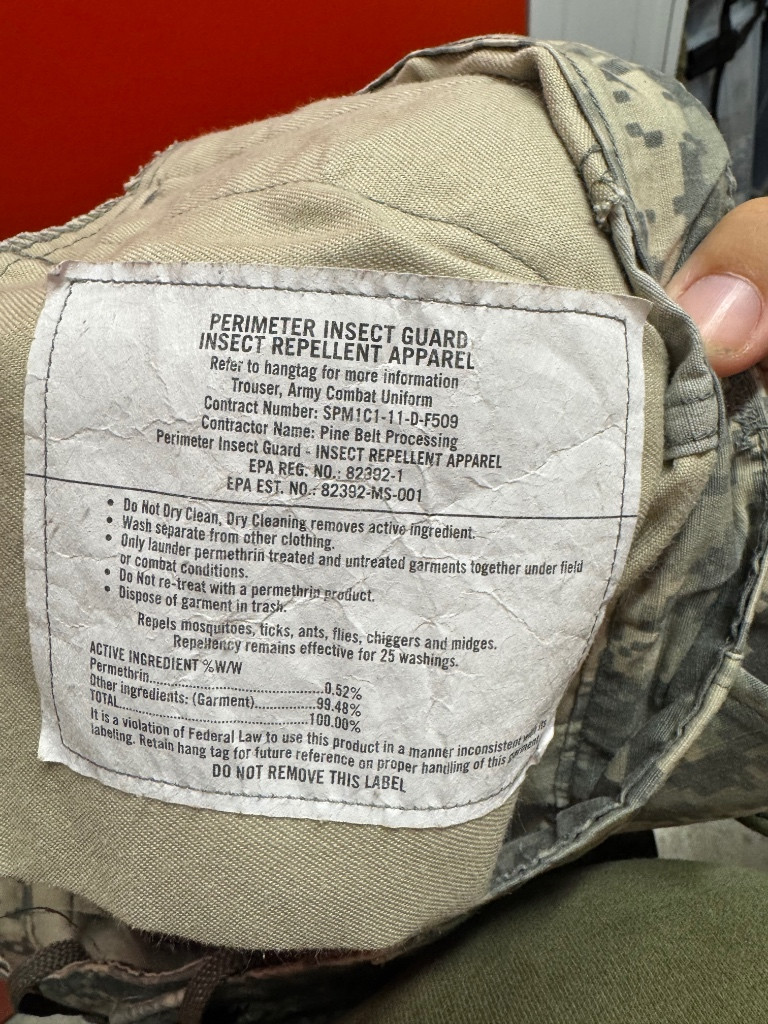 PERIMETER INSECT GUARD
INSECT REPELLENT APPAREL
Refer to hangtag for more information
Trouser, Army Combat Uniform
Contract Number: SPM1C1-11-D-F509
Contractor Name: Pine Belt Processing
Perimeter Insect Guard - INSECT REPELLENT APPAREL
EPA REG. NO.: 82392-1
EPA EST. NO.: 82392-MS-001
• Do Not Dry Clean, Dry Cleaning removes active ingredient.
• Wash separate from other clothing.
• Only launder permethrin treated and untreated garments together under field
or combat conditions.
• Do Not re-treat with a permethrin product.
• Dispose of garment in trash.
Repels mosquitoes, ticks, ants, flies, chiggers and midges.
Repellency remains effective for 25 washings.
ACTIVE INGREDIENT %W/W
Permethrin..............................0.52%
Other ingredients: (Garment)............99.48%
TOTAL..................................100.00%
It is a violation of Federal Law to use this product in a manner inconsistent with its
labeling. Retain hang tag for future reference on proper handling of this garment.
DO NOT REMOVE THIS LABEL